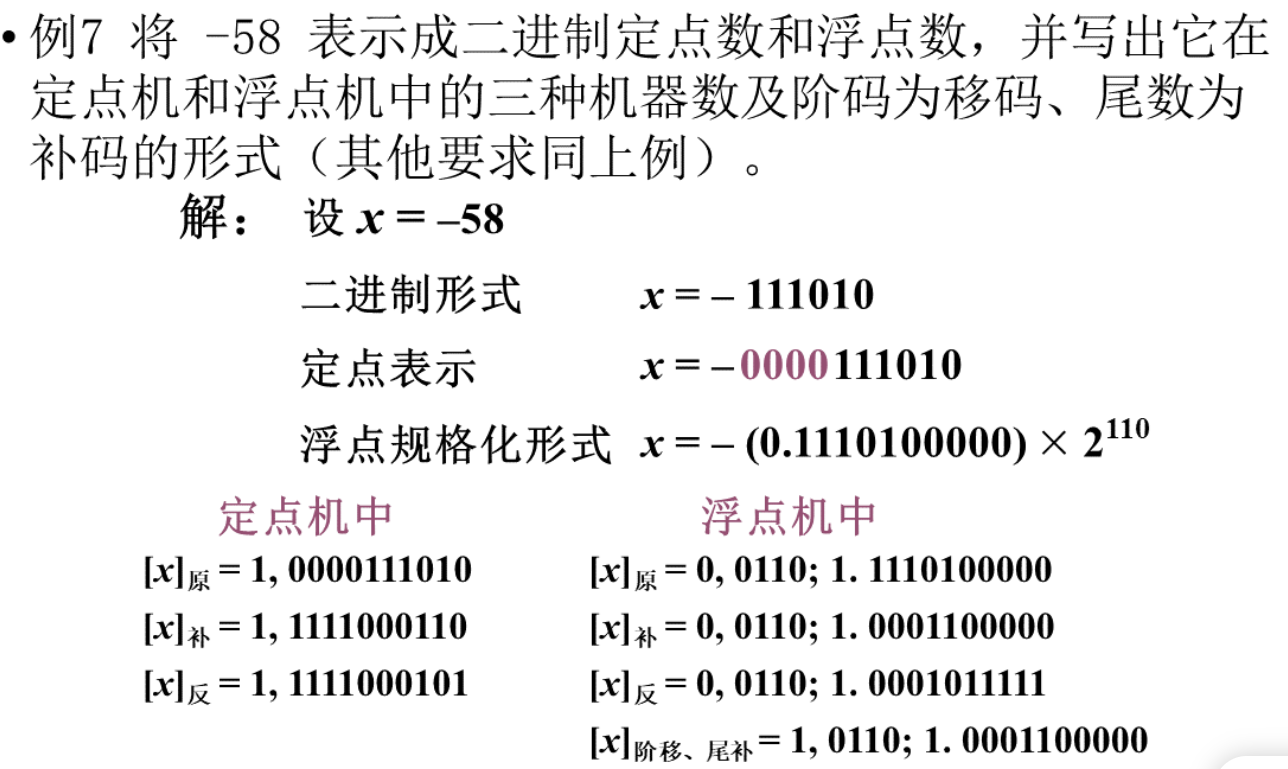 • 例7 将 -58 表示成二进制定点数和浮点数，并写出它在
定点机和浮点机中的三种机器数及阶码为移码、尾数为
补码的形式（其他要求同上例）。
解： 设 x = –58
二进制形式 x = – 111010
定点表示 x = – 0000111010
浮点规格化形式 x = – (0.1110100000) × 2^110
定点机中 浮点机中
[x]原 = 1, 0000111010 [x]原 = 0, 0110; 1. 1110100000
[x]补 = 1, 1111000110 [x]补 = 0, 0110; 1. 0001100000
[x]反 = 1, 1111000101 [x]反 = 0, 0110; 1. 0001011111
[x]阶移、尾补 = 1, 0110; 1. 0001100000